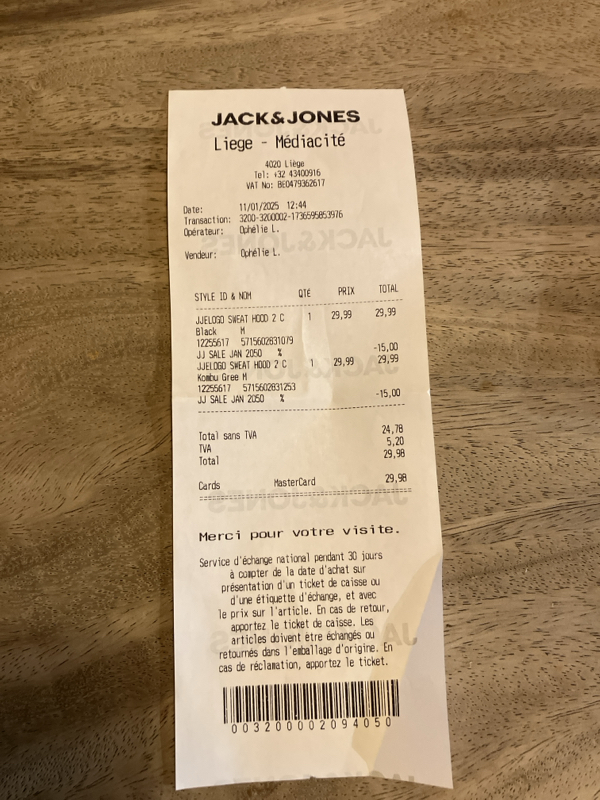 JACK&JONES
Liege - Médiacité
4020 Liège
Tel: +32 43400916
VAT No: BE0479362617
Date: 11/01/2025 12:44
Transaction: 3200-3200002-1736595853976
Opérateur: Ophélie L.
Vendeur: Ophélie L.
STYLE ID & NOM QTÉ PRIX TOTAL
JJELOGO SWEAT HOOD 2 C 1 29,99 29,99
Black M
12255617 5715602831079
JJ SALE JAN 2050 % -15,00
JJELOGO SWEAT HOOD 2 C 1 29,99 29,99
Kombu Gree M
12255617 5715602831253
JJ SALE JAN 2050 % -15,00
Total sans TVA 24,78
TVA 5,20
Total 29,98
Cards MasterCard 29,98
Merci pour votre visite.
Service d'échange national pendant 30 jours
à compter de la date d'achat sur
présentation d'un ticket de caisse ou
d'une étiquette d'échange, et avec
le prix sur l'article. En cas de retour,
apportez le ticket de caisse. Les
articles doivent être échangés ou
retournés dans l'emballage d'origine. En
cas de réclamation, apportez le ticket.
003200002094050